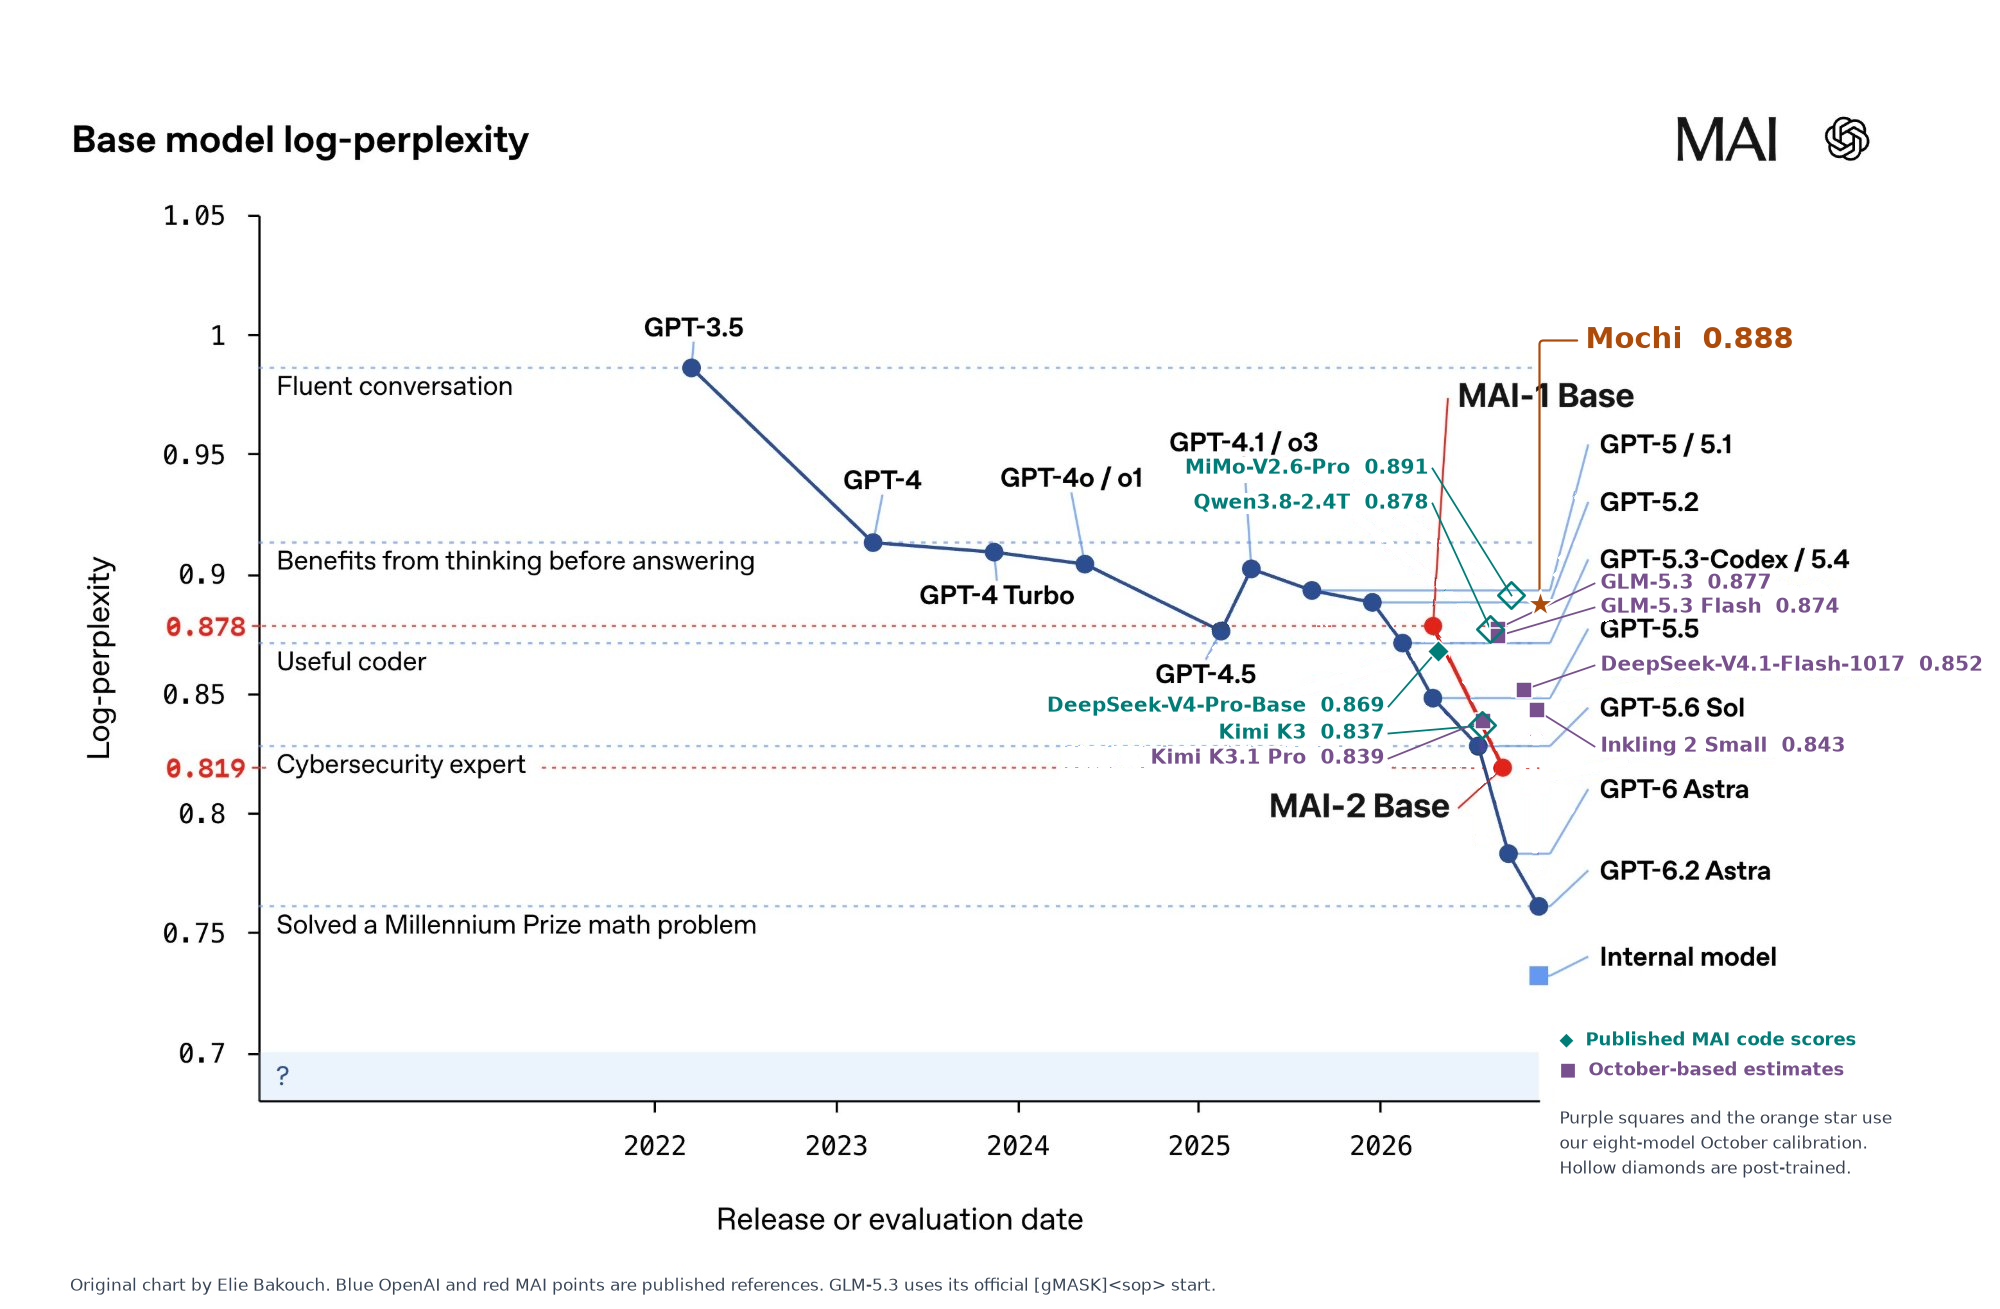 Base model log-perplexity
MAI
1.05
1
0.95
0.9
0.878
0.85
0.819
0.8
0.75
0.7
Log-perplexity
Fluent conversation
Benefits from thinking before answering
Useful coder
Cybersecurity expert
Solved a Millennium Prize math problem
?
GPT-3.5
GPT-4
GPT-4 Turbo
GPT-4o / o1
GPT-4.5
GPT-4.1 / o3
MiMo-V2.6-Pro 0.891
Qwen3.8-2.4T 0.878
DeepSeek-V4-Pro-Base 0.869
Kimi K3 0.837
Kimi K3.1 Pro 0.839
MAI-2 Base
Mochi 0.888
MAI-1 Base
GPT-5 / 5.1
GPT-5.2
GPT-5.3-Codex / 5.4
GLM-5.3 0.877
GLM-5.3 Flash 0.874
GPT-5.5
DeepSeek-V4.1-Flash-1017 0.852
GPT-5.6 Sol
Inkling 2 Small 0.843
GPT-6 Astra
GPT-6.2 Astra
Internal model
Published MAI code scores
October-based estimates
Purple squares and the orange star use
our eight-model October calibration.
Hollow diamonds are post-trained.
2022
2023
2024
2025
2026
Release or evaluation date
Original chart by Elie Bakouch. Blue OpenAI and red MAI points are published references. GLM-5.3 uses its official [gMASK]<sop> start.